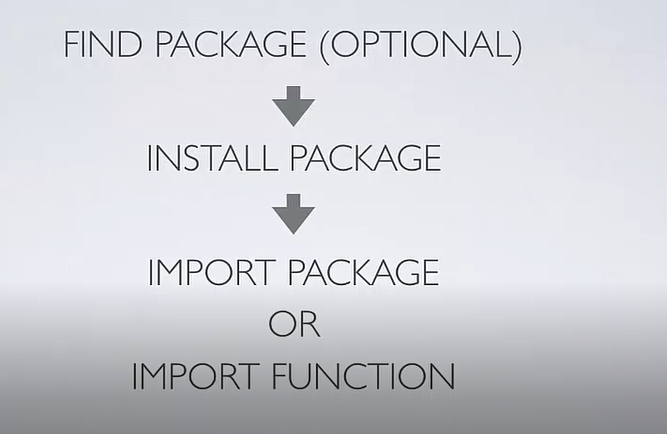 FIND PACKAGE (OPTIONAL)
INSTALL PACKAGE
IMPORT PACKAGE
OR
IMPORT FUNCTION